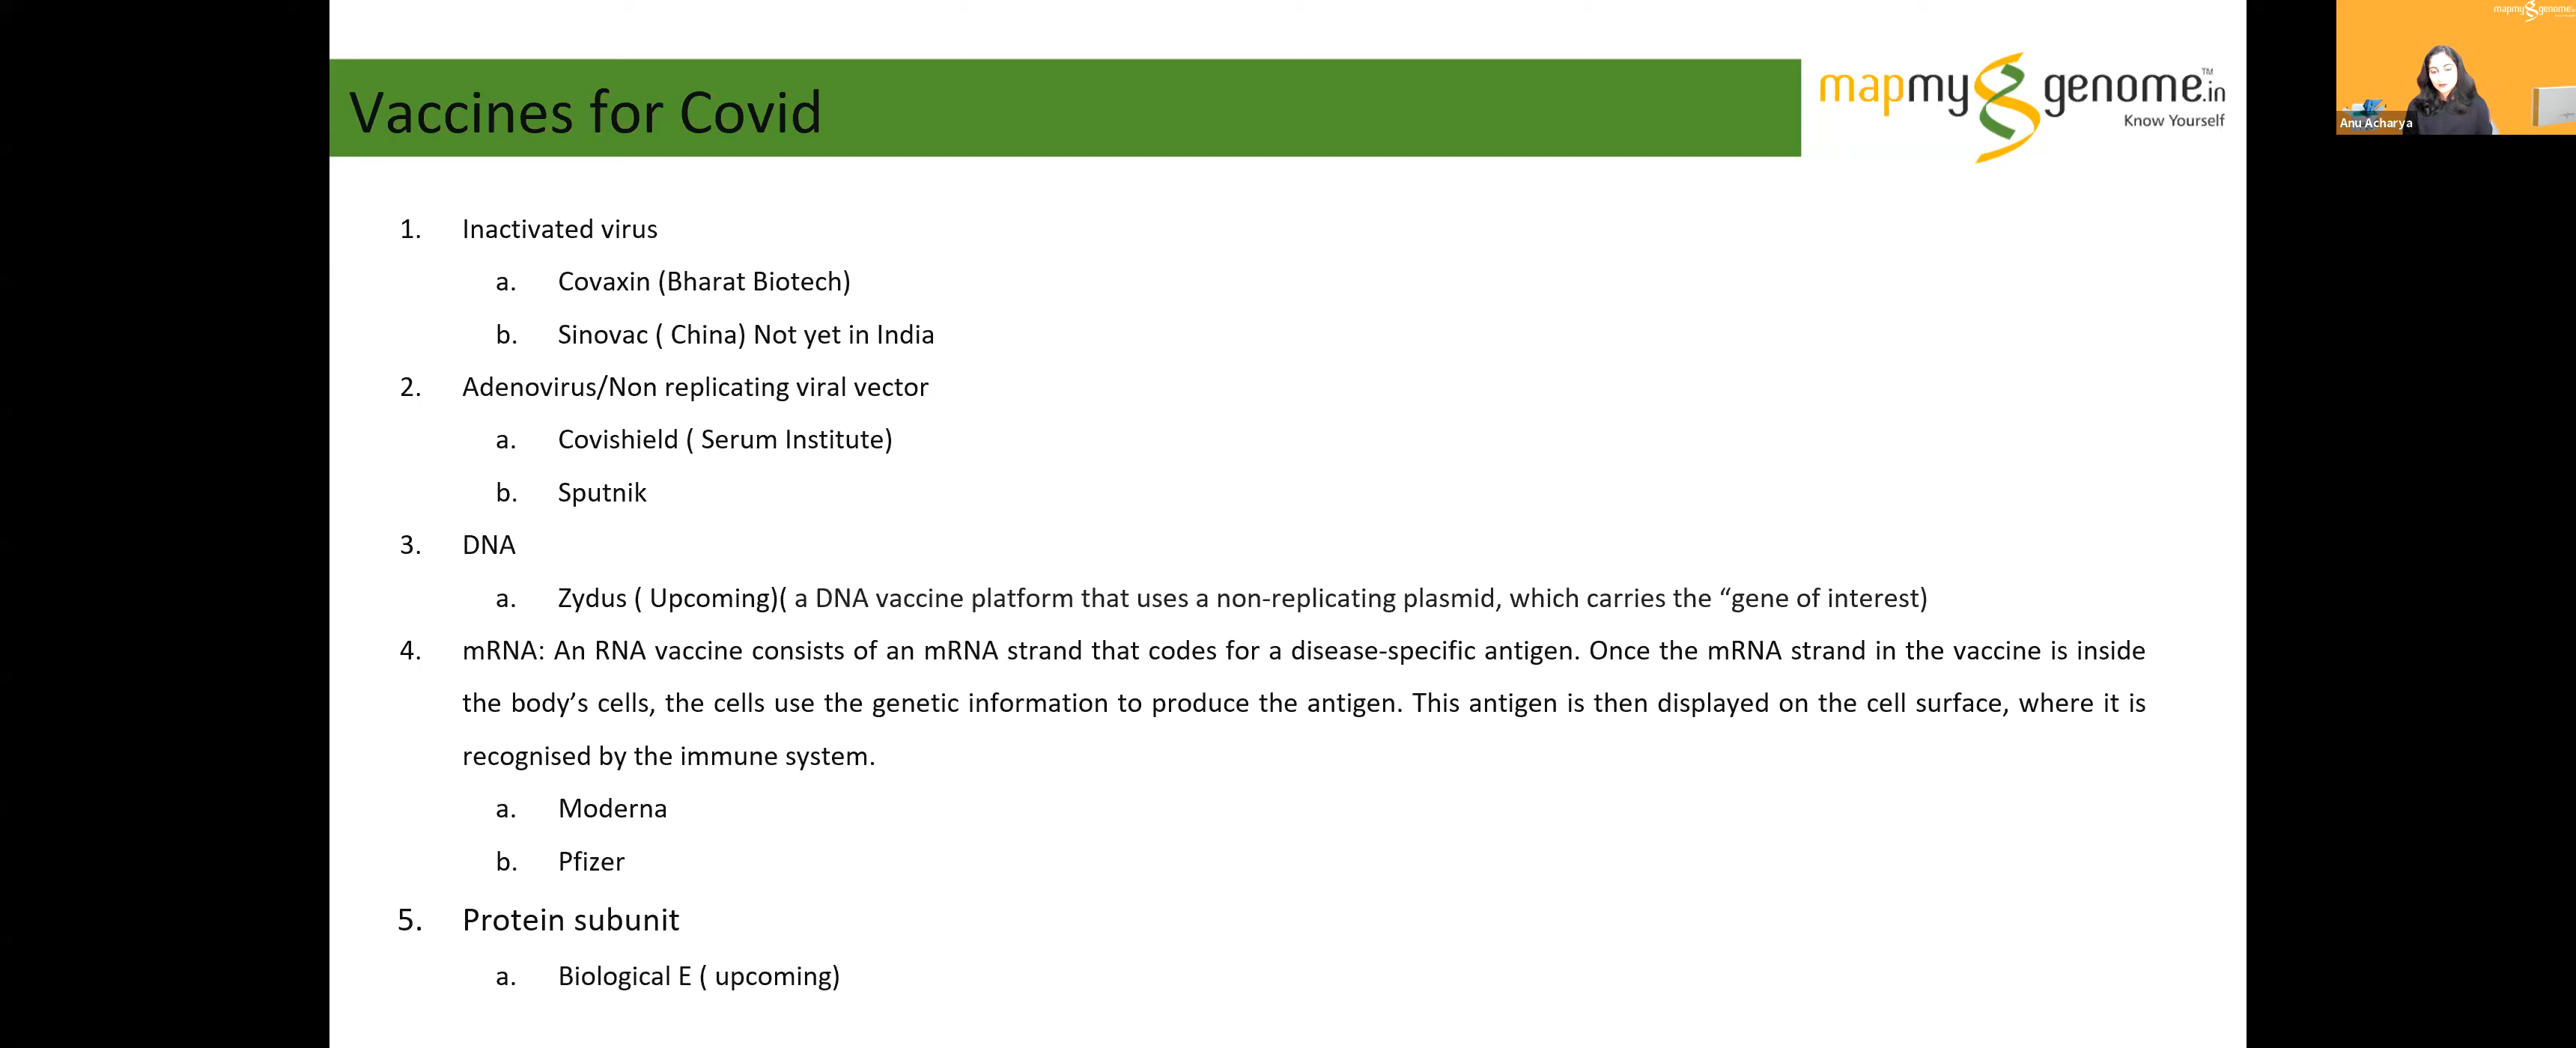 Vaccines for Covid
mapmygenome.in™
Know Yourself
mapmygenome.in
Anu Acharya
1. Inactivated virus
a. Covaxin (Bharat Biotech)
b. Sinovac ( China) Not yet in India
2. Adenovirus/Non replicating viral vector
a. Covishield ( Serum Institute)
b. Sputnik
3. DNA
a. Zydus ( Upcoming)( a DNA vaccine platform that uses a non-replicating plasmid, which carries the “gene of interest)
4. mRNA: An RNA vaccine consists of an mRNA strand that codes for a disease-specific antigen. Once the mRNA strand in the vaccine is inside
the body’s cells, the cells use the genetic information to produce the antigen. This antigen is then displayed on the cell surface, where it is
recognised by the immune system.
a. Moderna
b. Pfizer
5. Protein subunit
a. Biological E ( upcoming)